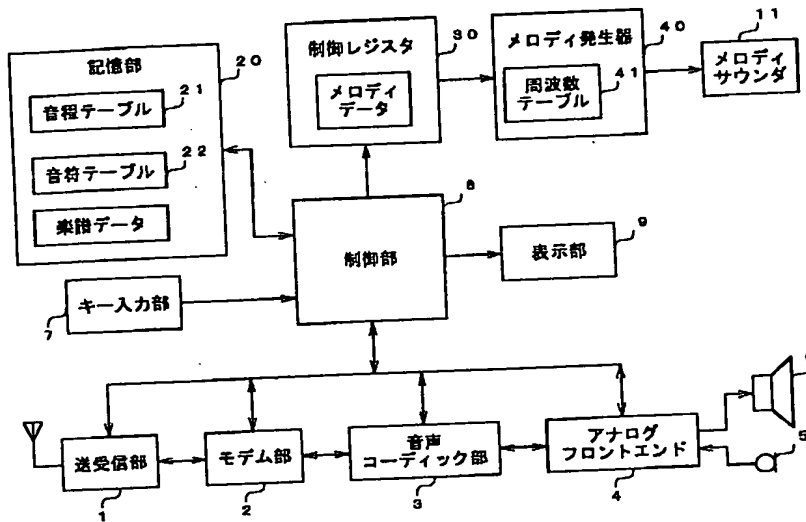 記憶部
20
音程テーブル
21
音符テーブル
22
楽譜データ
制御レジスタ
30
メロディ
データ
メロディ発生器
40
周波数
テーブル
41
11
メロディ
サウンダ
制御部
8
表示部
9
キー入力部
7
送受信部
1
モデム部
2
音声
コーディック部
3
アナログ
フロントエンド
4
5